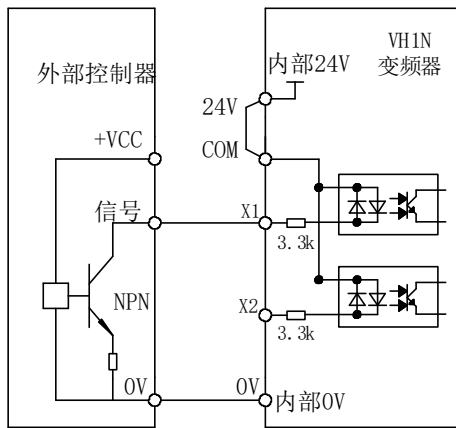 外部控制器
+VCC
信号
NPN
0V
VH1N
变频器
内部24V
24V
COM
X1
3.3k
X2
3.3k
0V
内部0V